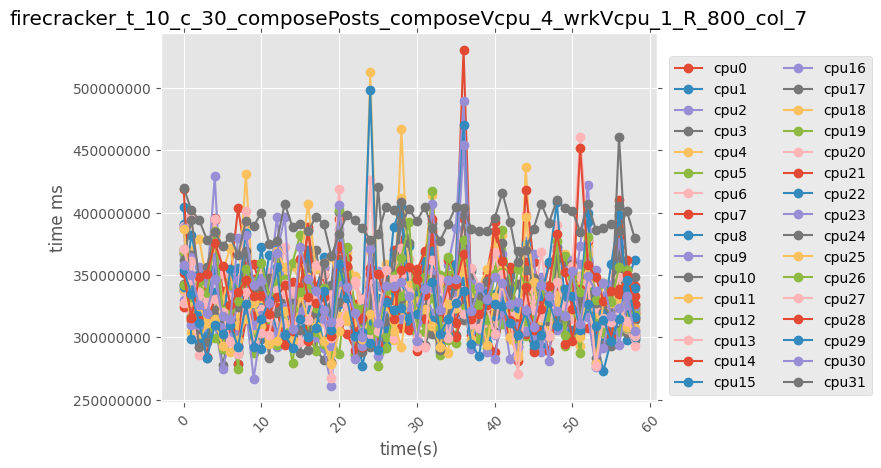 firecracker_t_10_c_30_composePosts_composeVcpu_4_wrkVcpu_1_R_800_col_7
500000000
450000000
400000000
350000000
300000000
250000000
time ms
0
10
20
30
40
50
60
time(s)
cpu0
cpu1
cpu2
cpu3
cpu4
cpu5
cpu6
cpu7
cpu8
cpu9
cpu10
cpu11
cpu12
cpu13
cpu14
cpu15
cpu16
cpu17
cpu18
cpu19
cpu20
cpu21
cpu22
cpu23
cpu24
cpu25
cpu26
cpu27
cpu28
cpu29
cpu30
cpu31